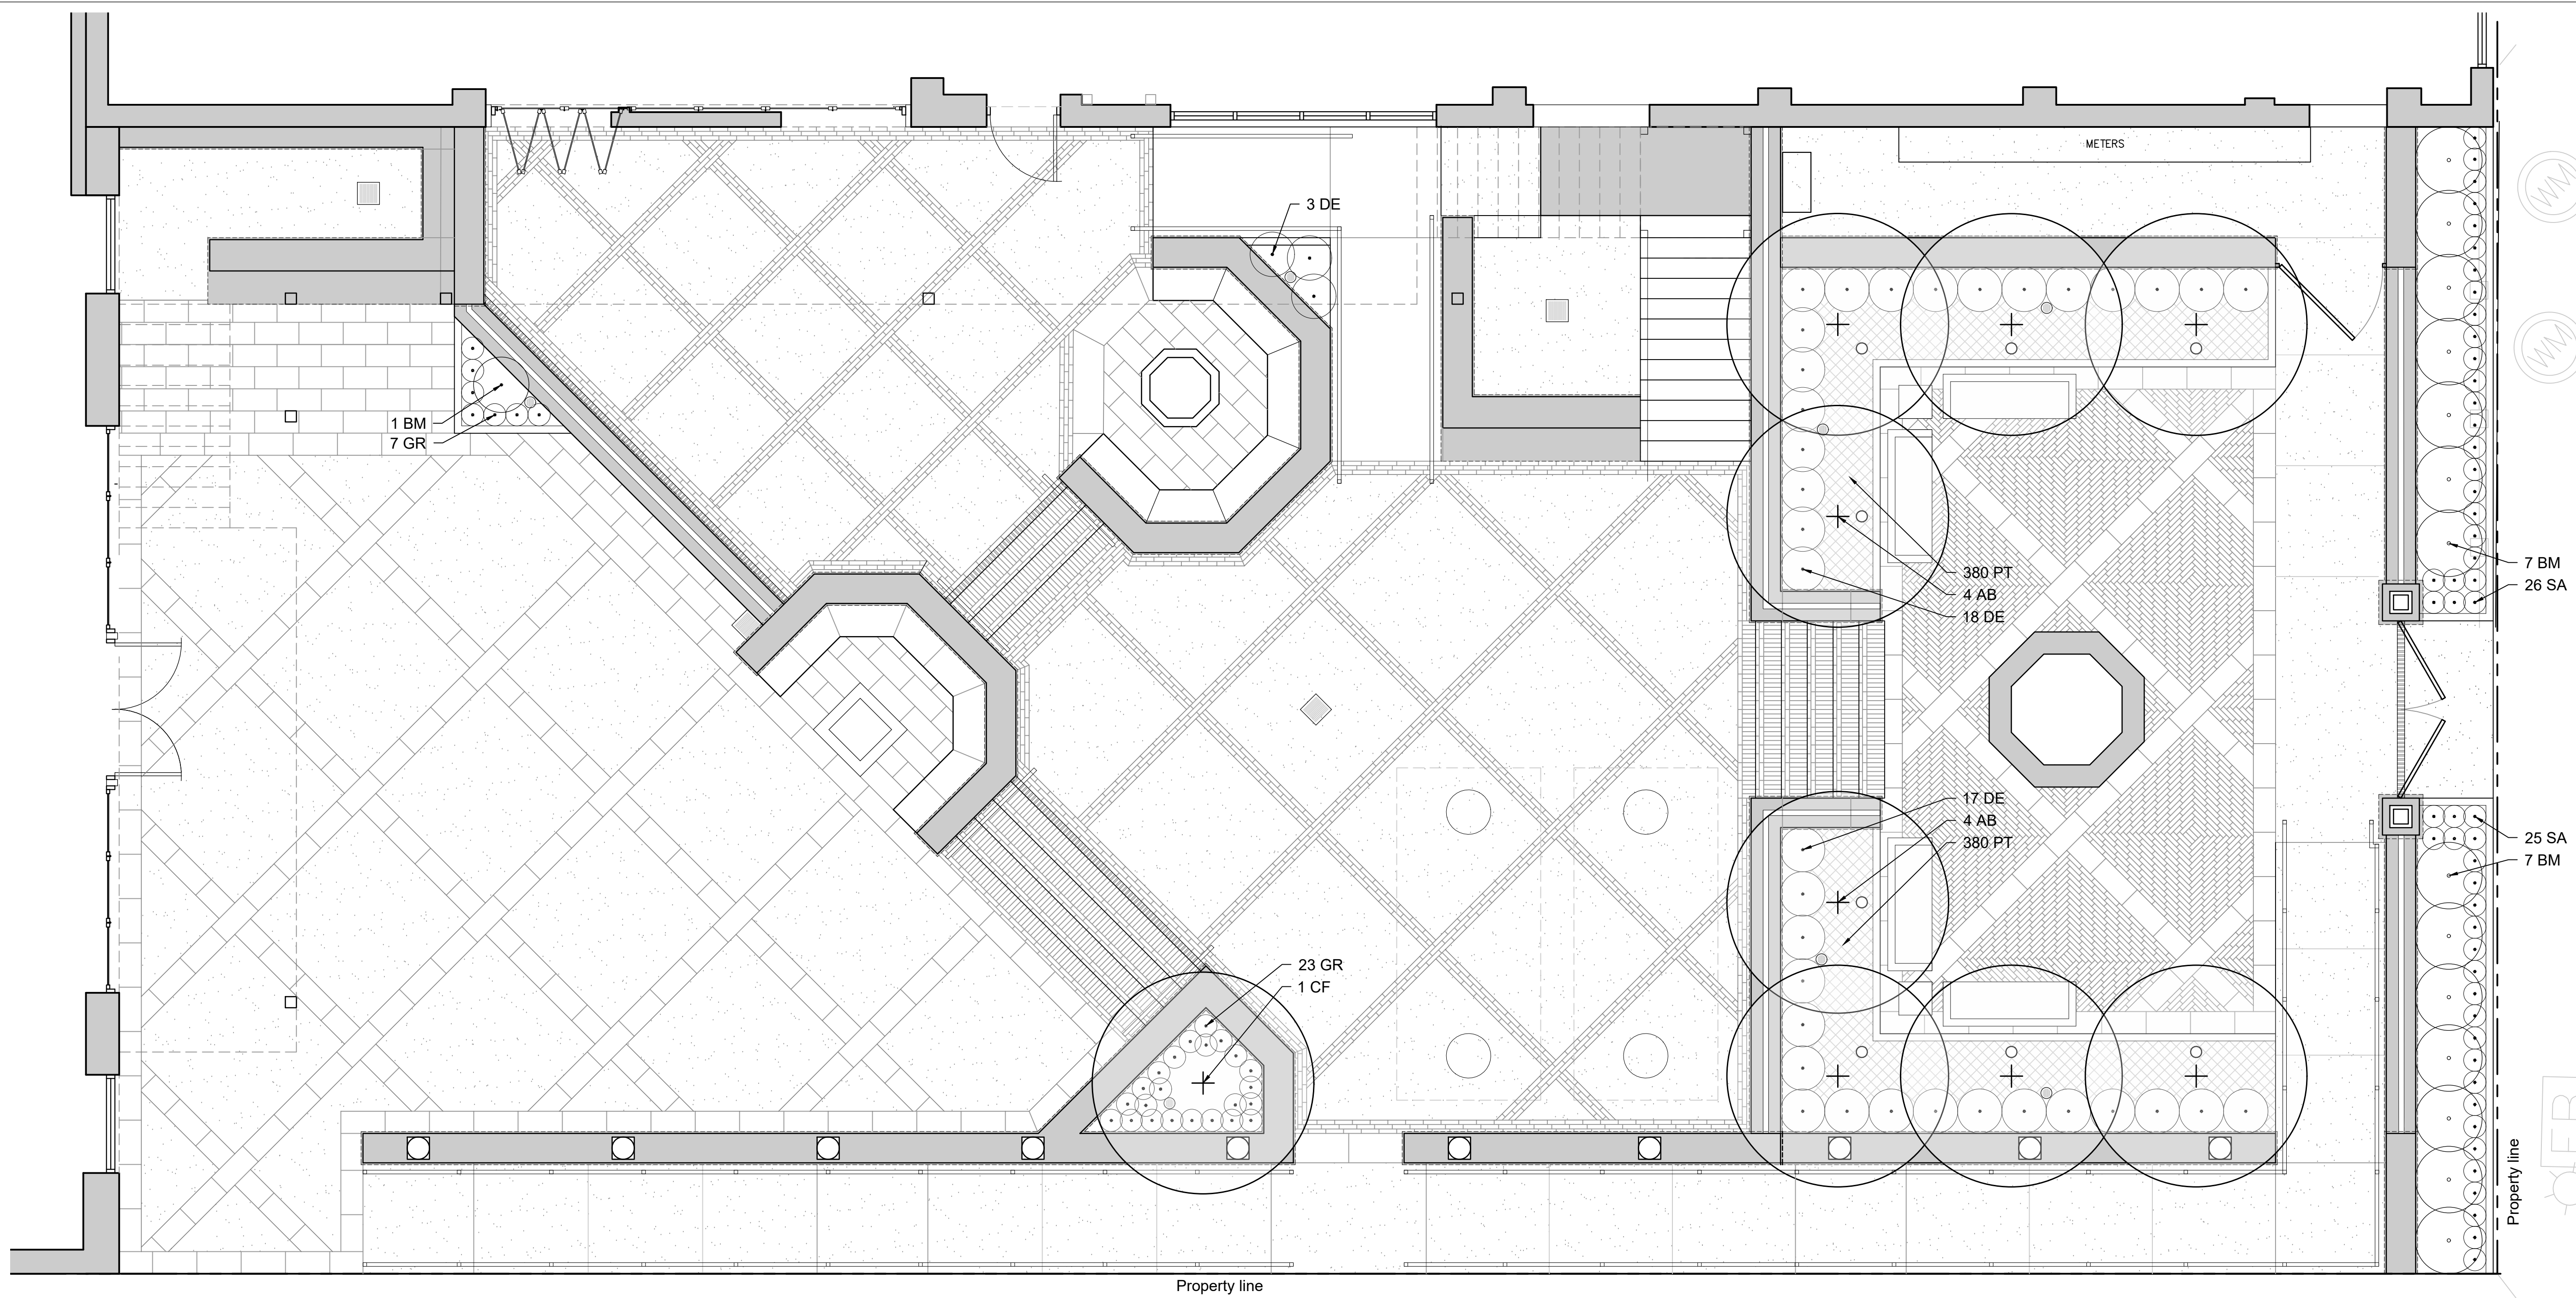 METERS
3 DE
1 BM
7 GR
380 PT
4 AB
18 DE
7 BM
26 SA
17 DE
4 AB
380 PT
25 SA
7 BM
23 GR
1 CF
Property line
Property line